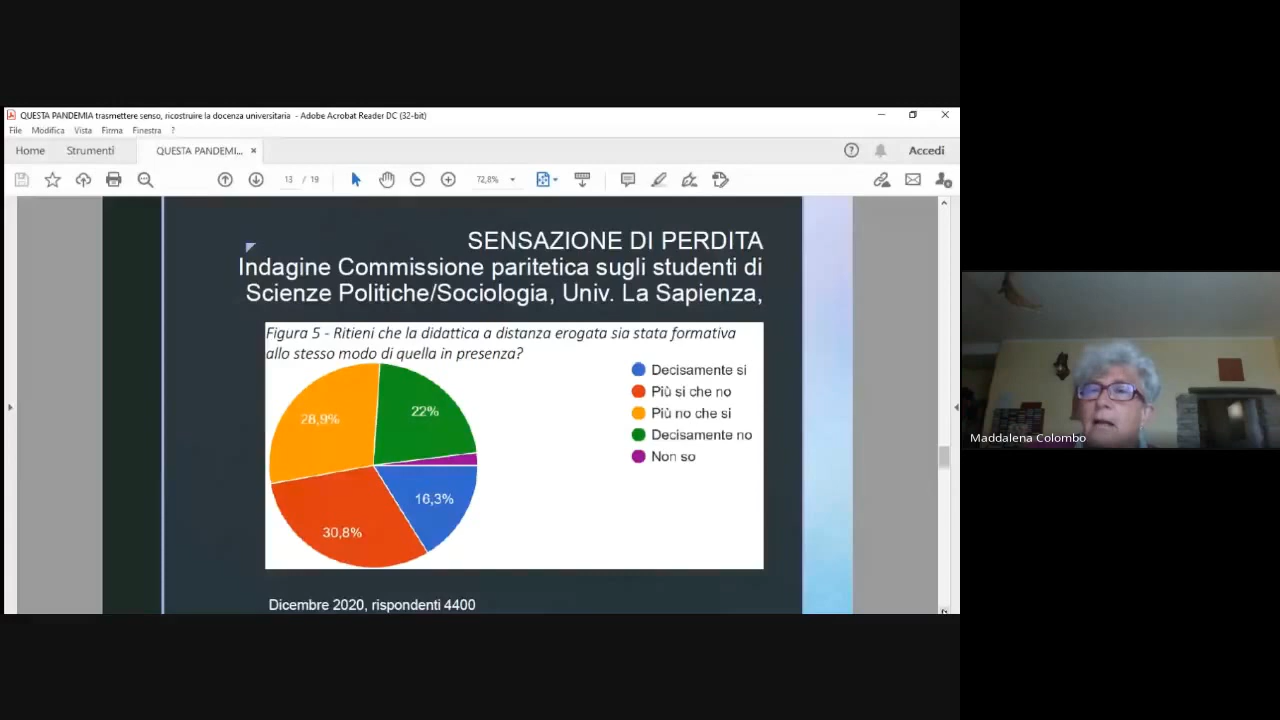 QUESTA PANDEMIA trasmettere senso, ricostruire la docenza universitaria - Adobe Acrobat Reader DC (32-bit)
File Modifica Vista Firma Finestra ?
Home Strumenti QUESTA PANDEMI... × Accedi
13 / 19 72,8%
SENSAZIONE DI PERDITA
Indagine Commissione paritetica sugli studenti di
Scienze Politiche/Sociologia, Univ. La Sapienza,
Figura 5 - Ritieni che la didattica a distanza erogata sia stata formativa
allo stesso modo di quella in presenza?
Decisamente si
Più si che no
Più no che si
Decisamente no
Non so
28,9%
22%
16,3%
30,8%
Dicembre 2020, rispondenti 4400
Maddalena Colombo